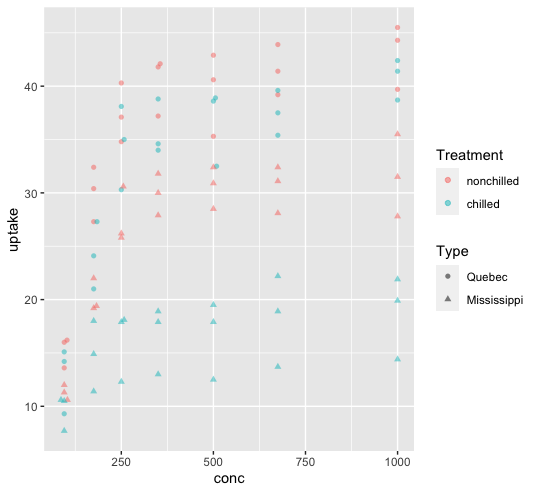 uptake
40
30
20
10
250
500
750
1000
conc
Treatment
nonchilled
chilled
Type
Quebec
Mississippi